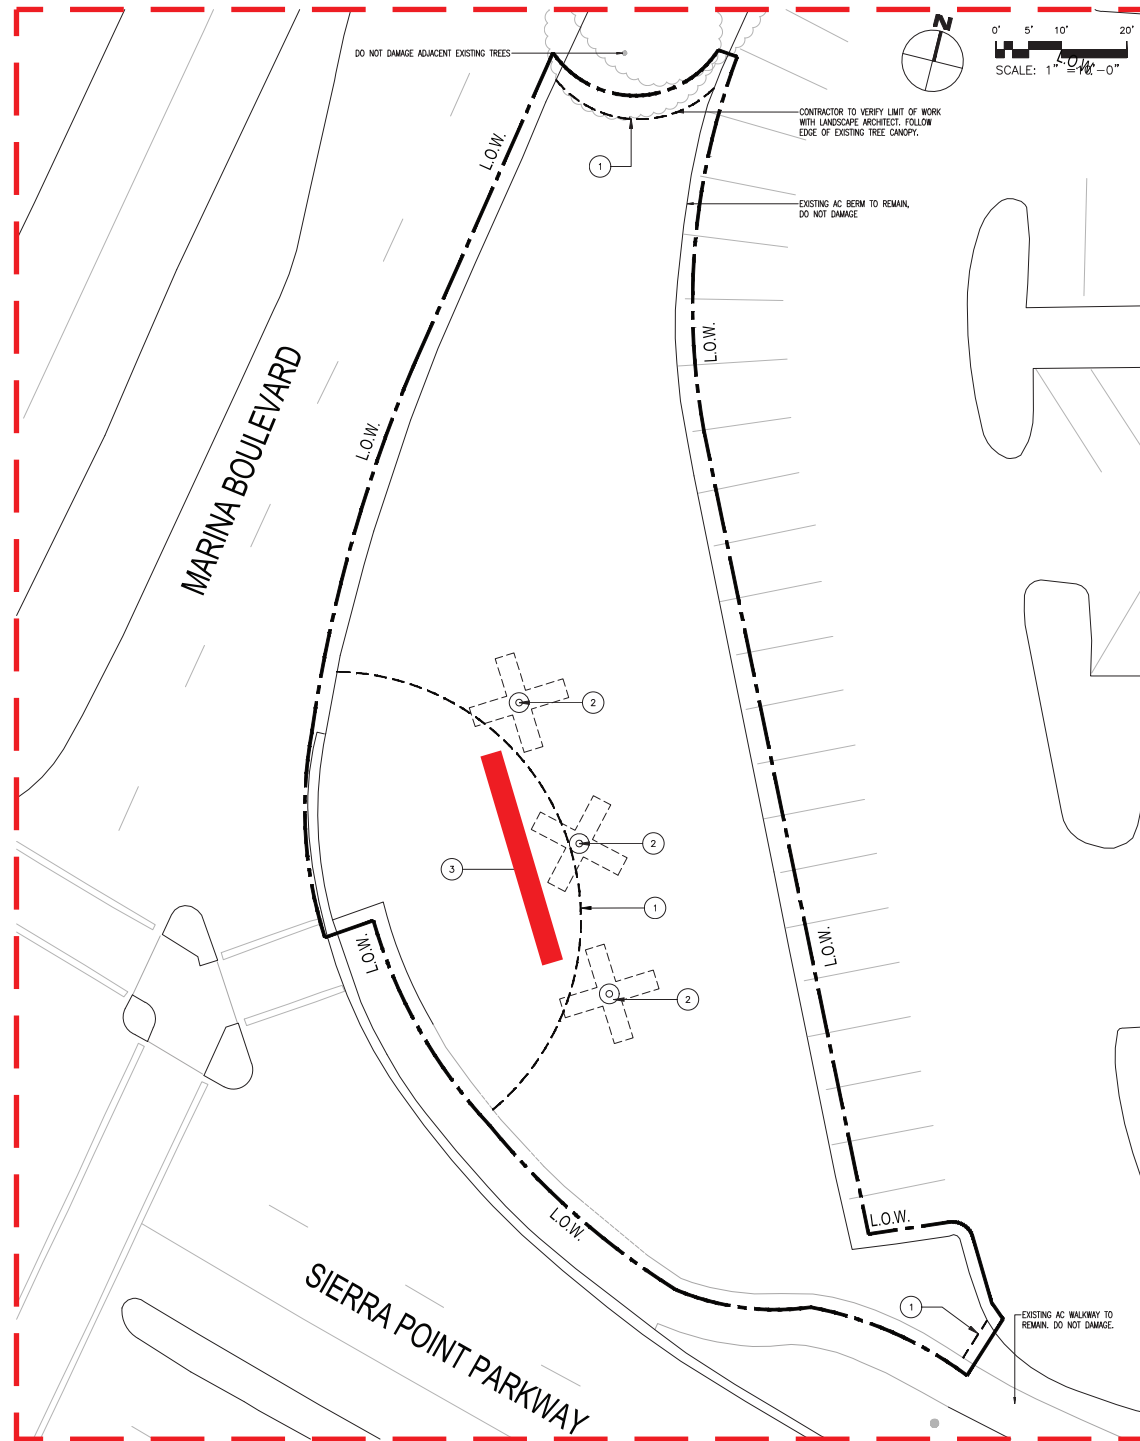 N
0' 5' 10' 20'
L.O.W.
SCALE: 1" =10'-0"
DO NOT DAMAGE ADJACENT EXISTING TREES
CONTRACTOR TO VERIFY LIMIT OF WORK
WITH LANDSCAPE ARCHITECT. FOLLOW
EDGE OF EXISTING TREE CANOPY.
L.O.W.
1
EXISTING AC BERM TO REMAIN,
DO NOT DAMAGE
L.O.W.
L.O.W.
MARINA BOULEVARD
2
2
3
1
L.O.W.
L.O.W.
2
L.O.W.
L.O.W.
SIERRA POINT PARKWAY
1
EXISTING AC WALKWAY TO
REMAIN. DO NOT DAMAGE.